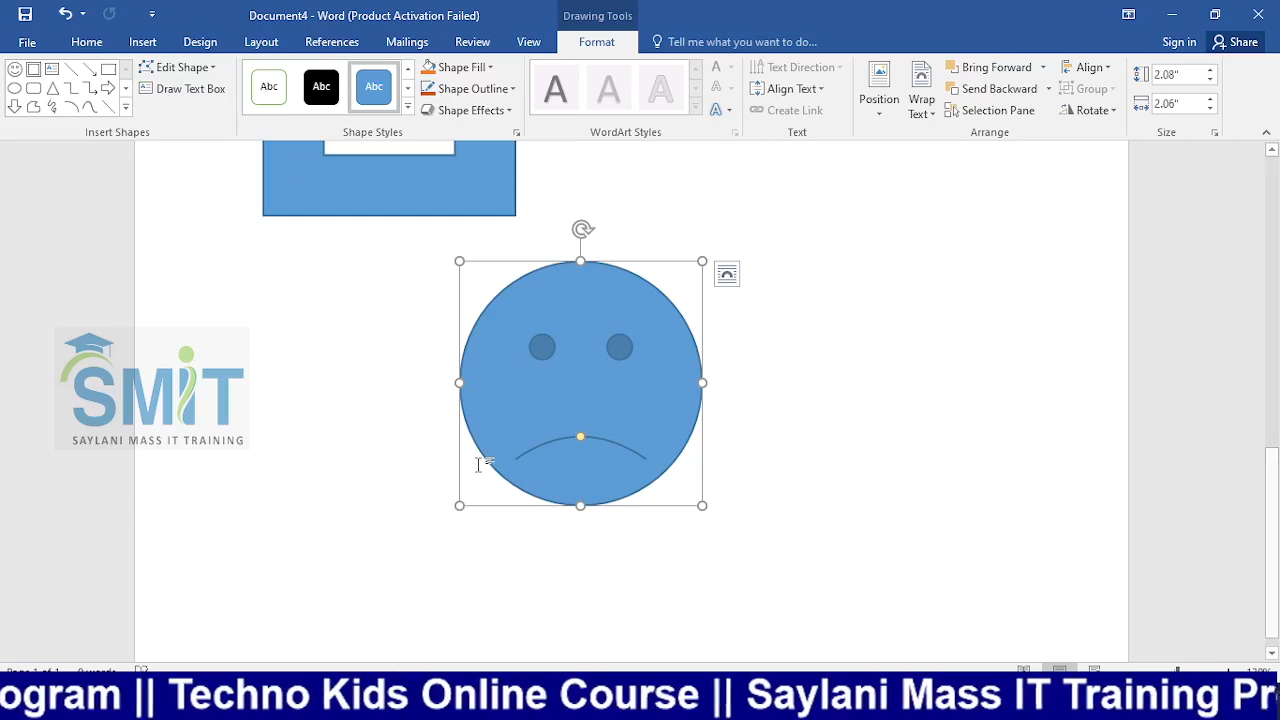 Document4 - Word (Product Activation Failed)
Drawing Tools
File Home Insert Design Layout References Mailings Review View Format Tell me what you want to do... Sign in Share
Edit Shape
Draw Text B
Insert Shapes
Abc Abc Abc
Shape Fill
Shape Outline
Shape Effects
Shape Styles
A A A
WordArt Styles
Text Direction
Align Text
Create Link
Text
Position
Wrap Text
Bring Forward
Send Backward
Selection Pane
Align
Group
Rotate
Arrange
2.08"
2.06"
Size
SMiT
SAYLANI MASS IT TRAINING
ogram || Techno Kids Online Course || Saylani Mass IT Training Pr